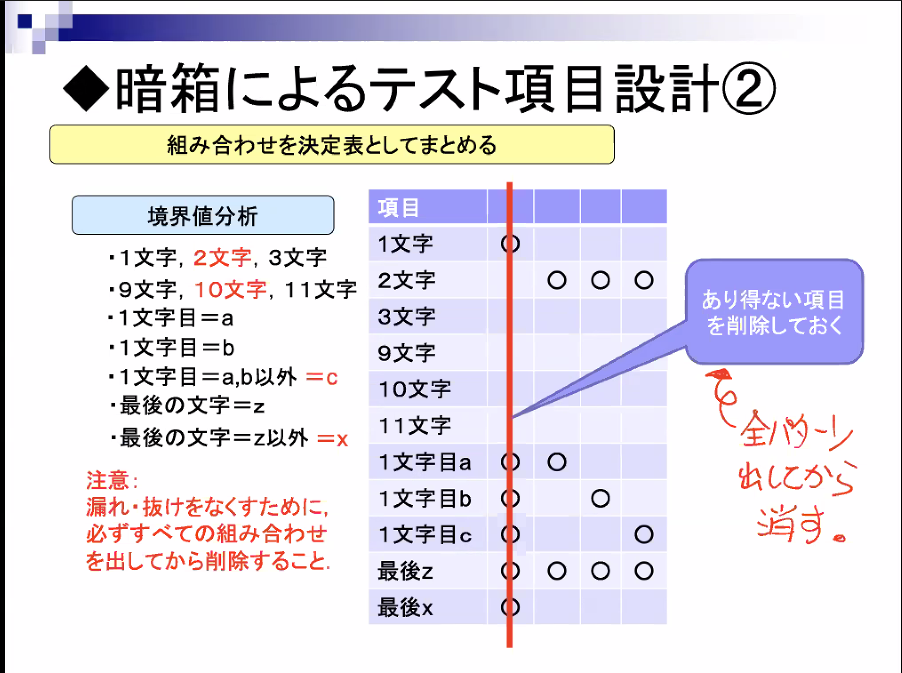 ◆暗箱によるテスト項目設計②
組み合わせを決定表としてまとめる
境界値分析
・1文字, 2文字, 3文字
・9文字, 10文字, 11文字
・1文字目=a
・1文字目=b
・1文字目=a,b以外 =c
・最後の文字=z
・最後の文字=z以外 =x
注意:
漏れ・抜けをなくすために,
必ずすべての組み合わせ
を出してから削除すること.
項目
1文字 ○
2文字 ○ ○ ○
3文字
9文字
10文字
11文字
1文字目a ○ ○
1文字目b ○ ○
1文字目c ○ ○
最後z ○ ○ ○ ○
最後x ○
あり得ない項目
を削除しておく
全パターン
出してから
消す。